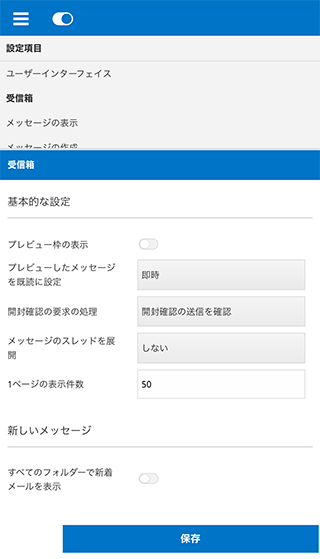 設定項目
ユーザーインターフェイス
受信箱
メッセージの表示
メッセージの作成
受信箱
基本的な設定
プレビュー枠の表示
プレビューしたメッセージ
を既読に設定
即時
開封確認の要求の処理
開封確認の送信を確認
メッセージのスレッドを展
開
しない
1ページの表示件数
50
新しいメッセージ
すべてのフォルダーで新着
メールを表示
保存